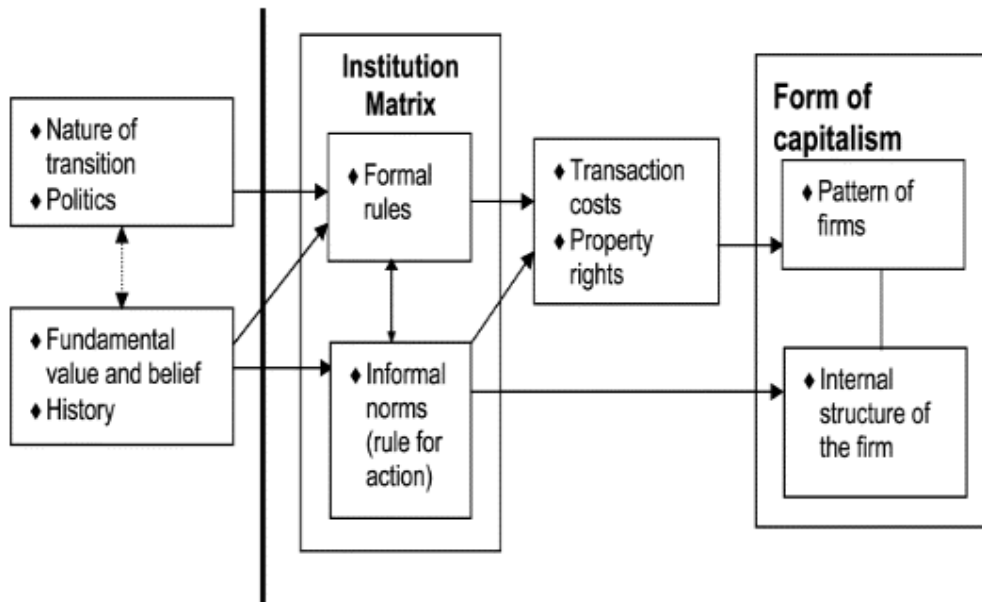 ♦ Nature of
transition
♦ Politics
♦ Fundamental
value and belief
♦ History
Institution
Matrix
♦ Formal
rules
♦ Informal
norms
(rule for
action)
♦ Transaction
costs
♦ Property
rights
Form of
capitalism
♦ Pattern of
firms
♦ Internal
structure of
the firm